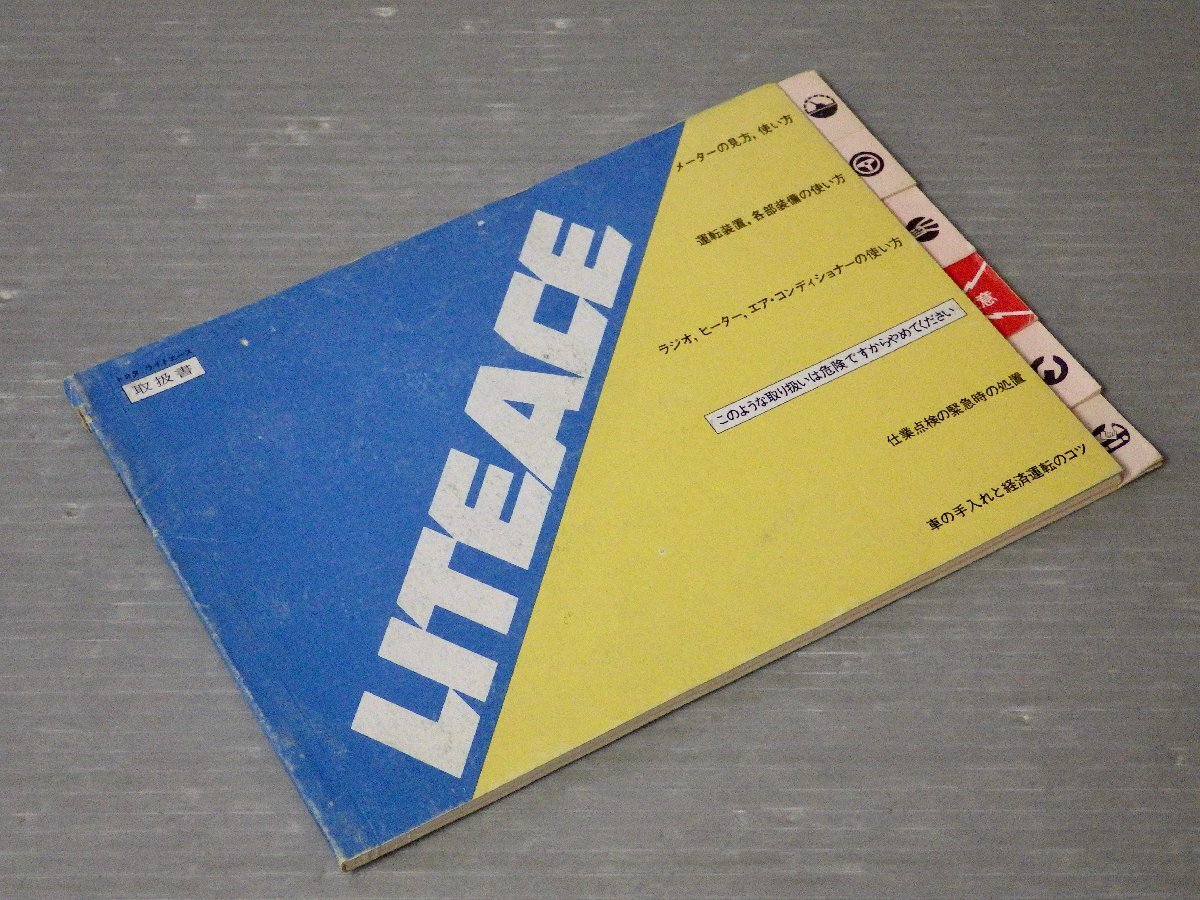 トヨタ ライトエース
取扱書
LITEACE
メーターの見方,使い方
運転装置,各部装備の使い方
ラジオ,ヒーター,エア・コンディショナーの使い方
このような取り扱いは危険ですからやめてください
仕業点検の緊急時の処置
車の手入れと経済運転のコツ
意